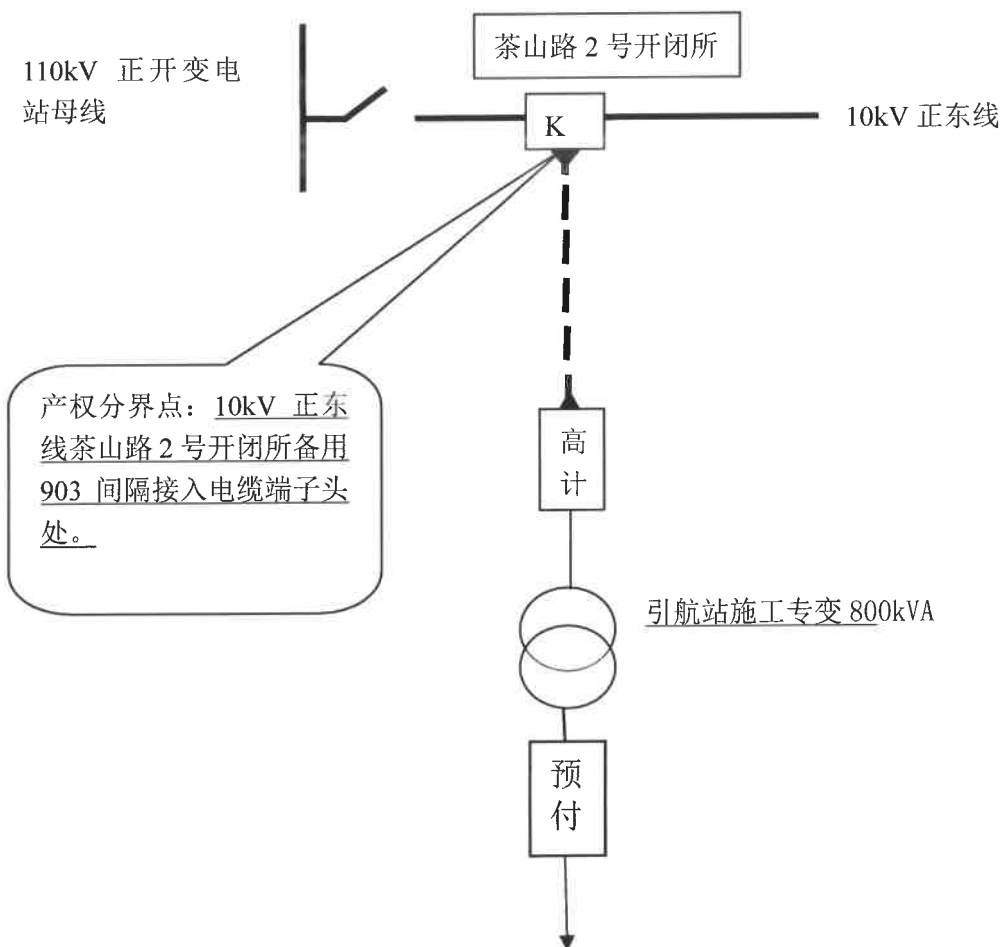 茶山路 2 号开闭所
110kV 正开变电
站母线
K
10kV 正东线
产权分界点：10kV 正东
线茶山路 2 号开闭所备用
903 间隔接入电缆端子头
处。
高
计
引航站施工专变 800kVA
预
付